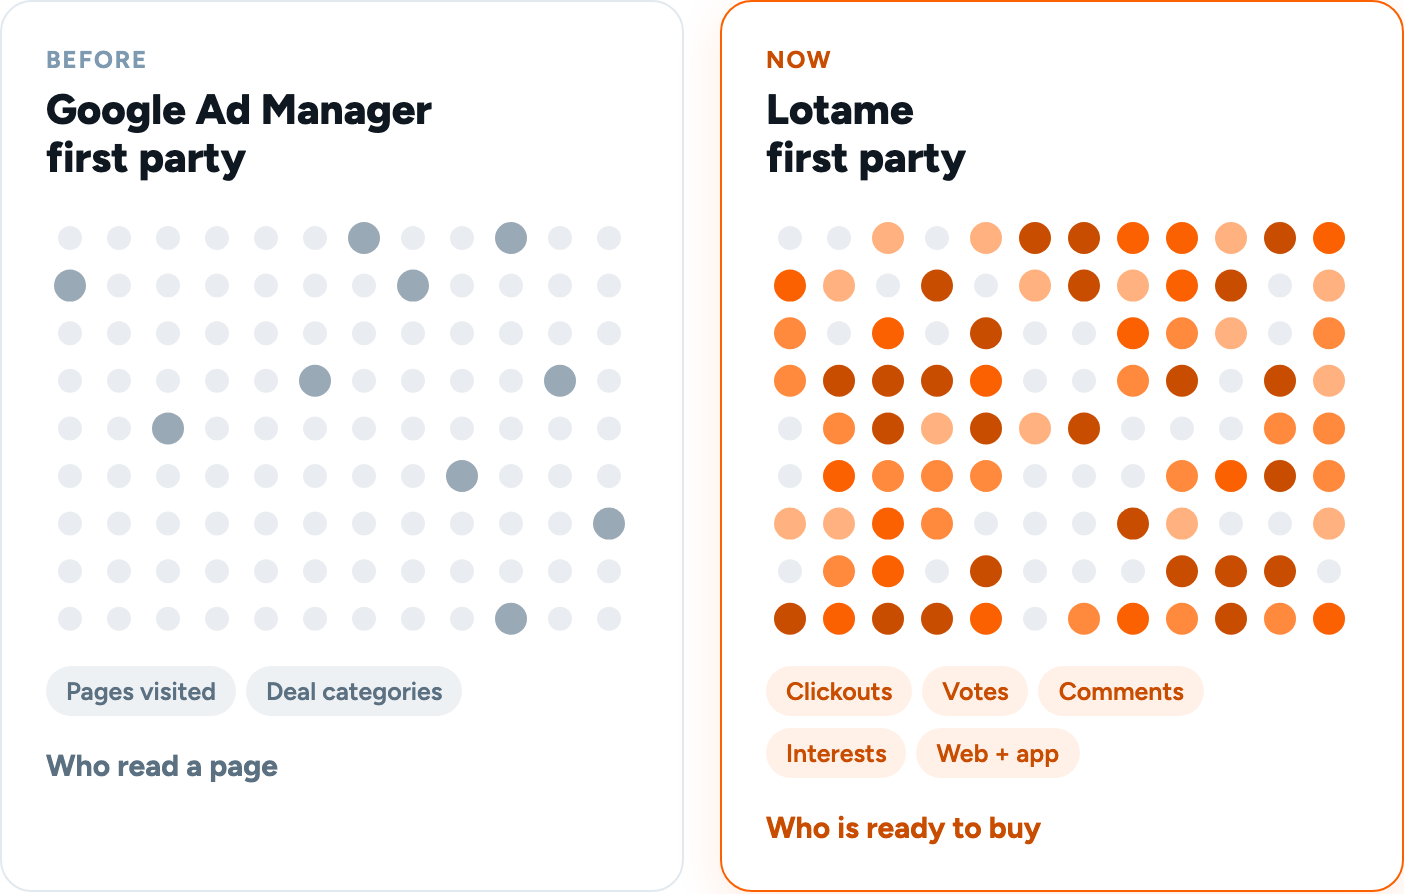 BEFORE
Google Ad Manager
first party
Pages visited
Deal categories
Who read a page
NOW
Lotame
first party
Clickouts
Votes
Comments
Interests
Web + app
Who is ready to buy